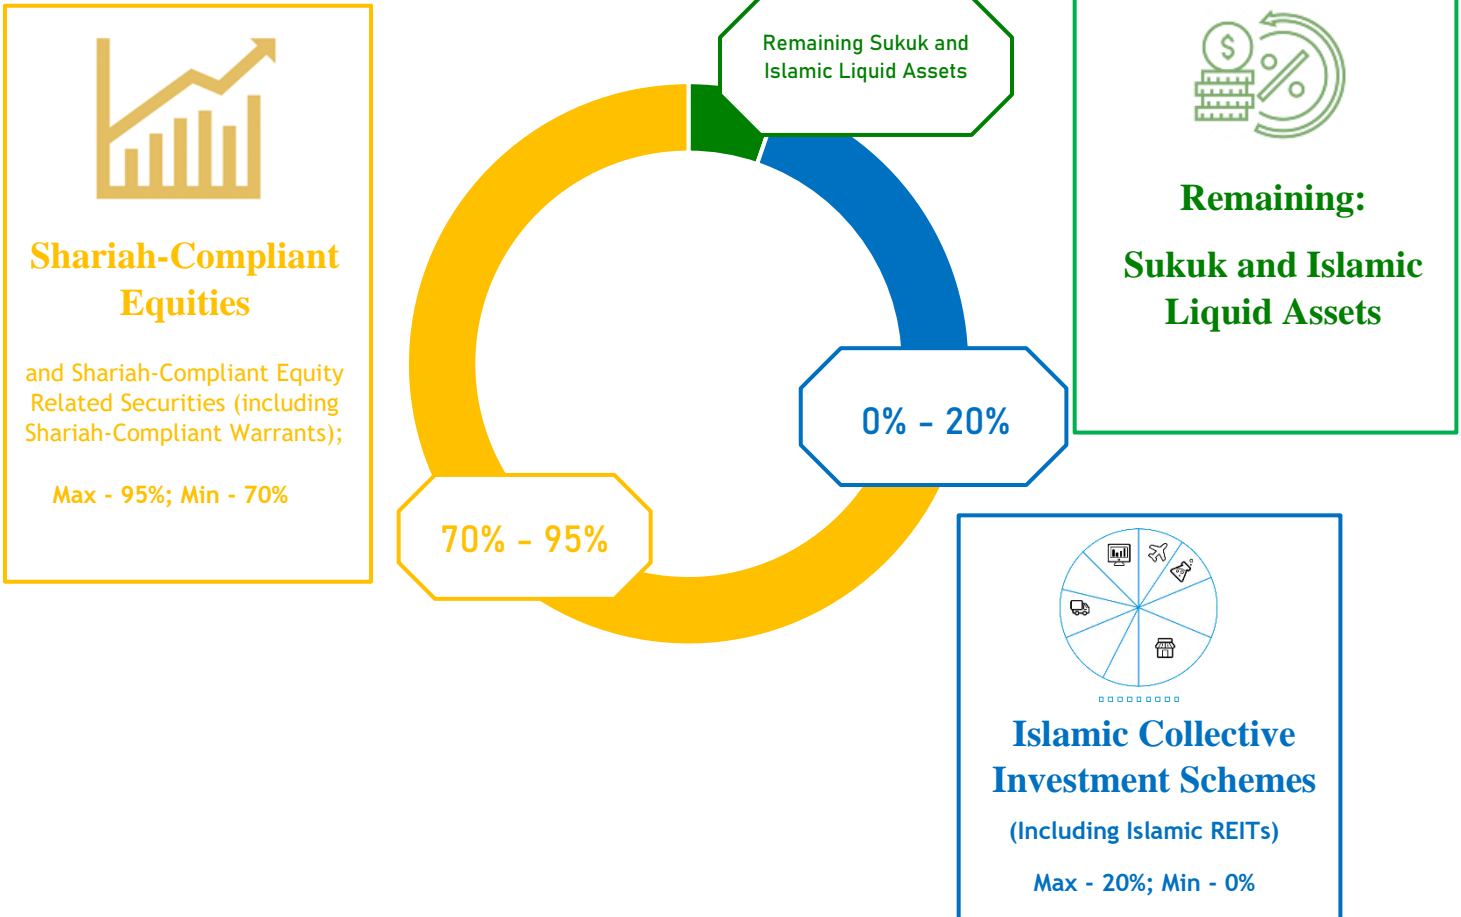 Shariah-Compliant
Equities
and Shariah-Compliant Equity
Related Securities (including
Shariah-Compliant Warrants);
Max - 95%; Min - 70%
Remaining Sukuk and
Islamic Liquid Assets
0% - 20%
70% - 95%
$
%
Remaining:
Sukuk and Islamic
Liquid Assets
Islamic Collective
Investment Schemes
(Including Islamic REITs)
Max - 20%; Min - 0%